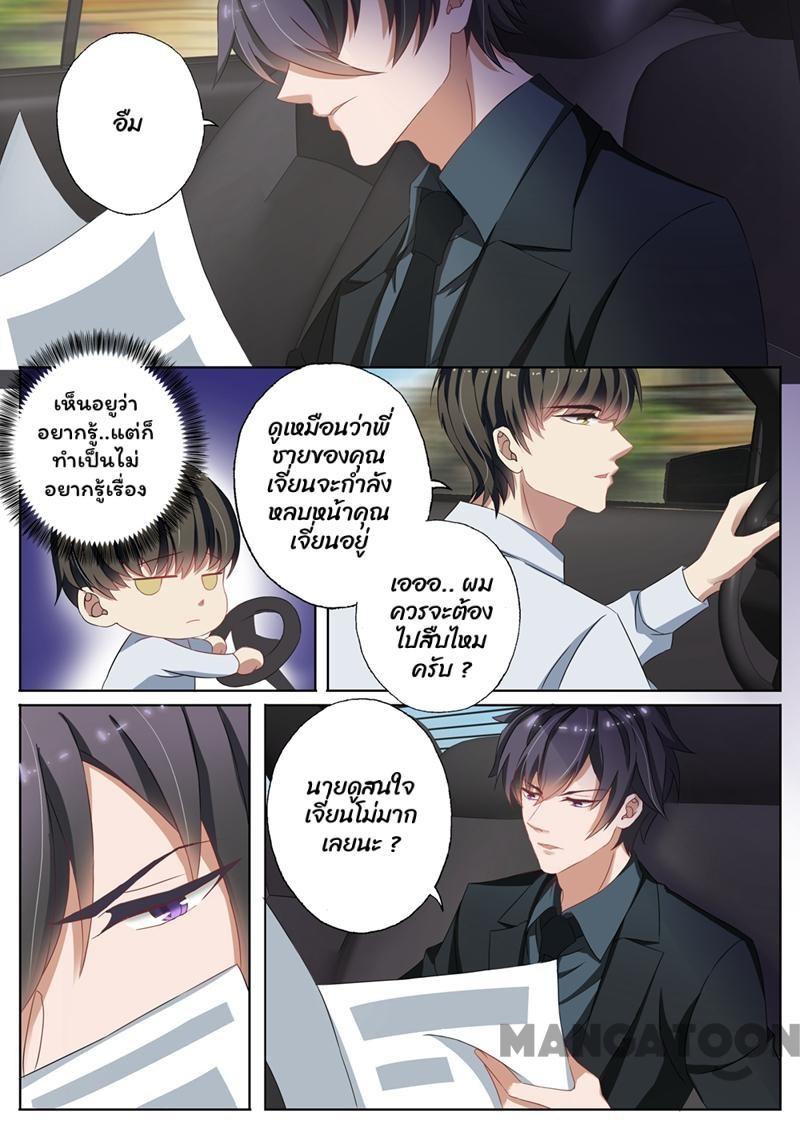 อืม
เห็นอยู่ว่า
อยากรู้..แต่ก็
ทำเป็นไม่
อยากรู้เรื่อง
ดูเหมือนว่าพี่
ชายของคุณ
เจี่ยนจะกำลัง
หลบหน้าคุณ
เจี่ยนอยู่
เอออ.. ผม
ควรจะต้อง
ไปสืบไหม
ครับ ?
นายดูสนใจ
เจี่ยนโม่มาก
เลยนะ ?
MANGATOON